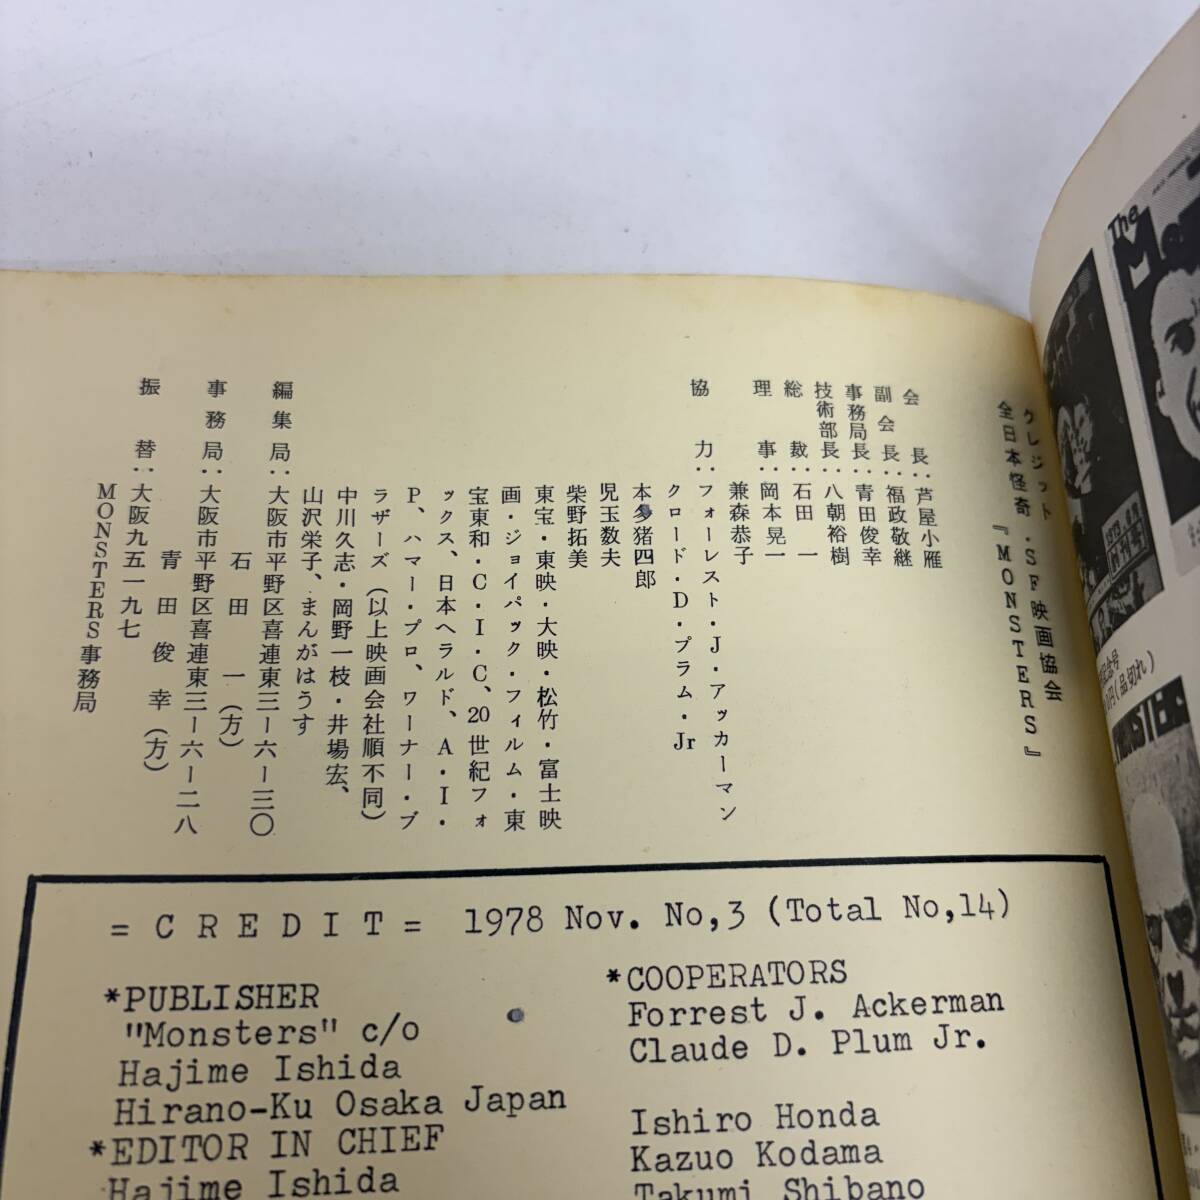 クレジット
全日本怪奇・SF映画協会
『MONSTERS』
会長：芦屋小雁
副会長：福政敬継
事務局長：青田俊幸
技術部長：八朝裕樹
総裁：石田一
理事：岡本晃一
兼森恭子
協力：フォーレスト・J・アッカーマン
クロード・D・プラム・Jr
本多猪四郎
児玉数夫
柴野拓美
東宝・東映・大映・松竹・富士映
画・ジョイパック・フィルム・東
宝東和・C・I・C、20世紀フォ
ックス、日本ヘラルド、A・I・
P、ハマー・プロ、ワーナー・ブ
ラザーズ（以上映画会社順不同）
中川久志・岡野一枝・井場宏、
山沢栄子、まんがはうす
編集局：大阪市平野区喜連東三ー六ー三〇
石田一（方）
事務局：大阪市平野区喜連東三ー六ー二八
青田俊幸（方）
振替：大阪九五一九七
MONSTERS事務局
=CREDIT= 1978 Nov. No,3 (Total No,14)
*PUBLISHER
"Monsters" c/o
Hajime Ishida
Hirano-Ku Osaka Japan
*EDITOR IN CHIEF
Hajime Ishida
*COOPERATORS
Forrest J. Ackerman
Claude D. Plum Jr.
Ishiro Honda
Kazuo Kodama
Takumi Shibano
The
記念号
円（品切れ）